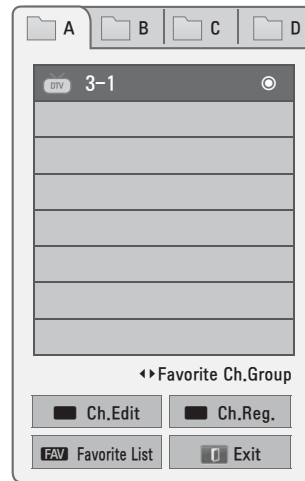 A B C D
DTV 3-1
Favorite Ch.Group
Ch.Edit Ch.Reg.
FAV Favorite List Exit